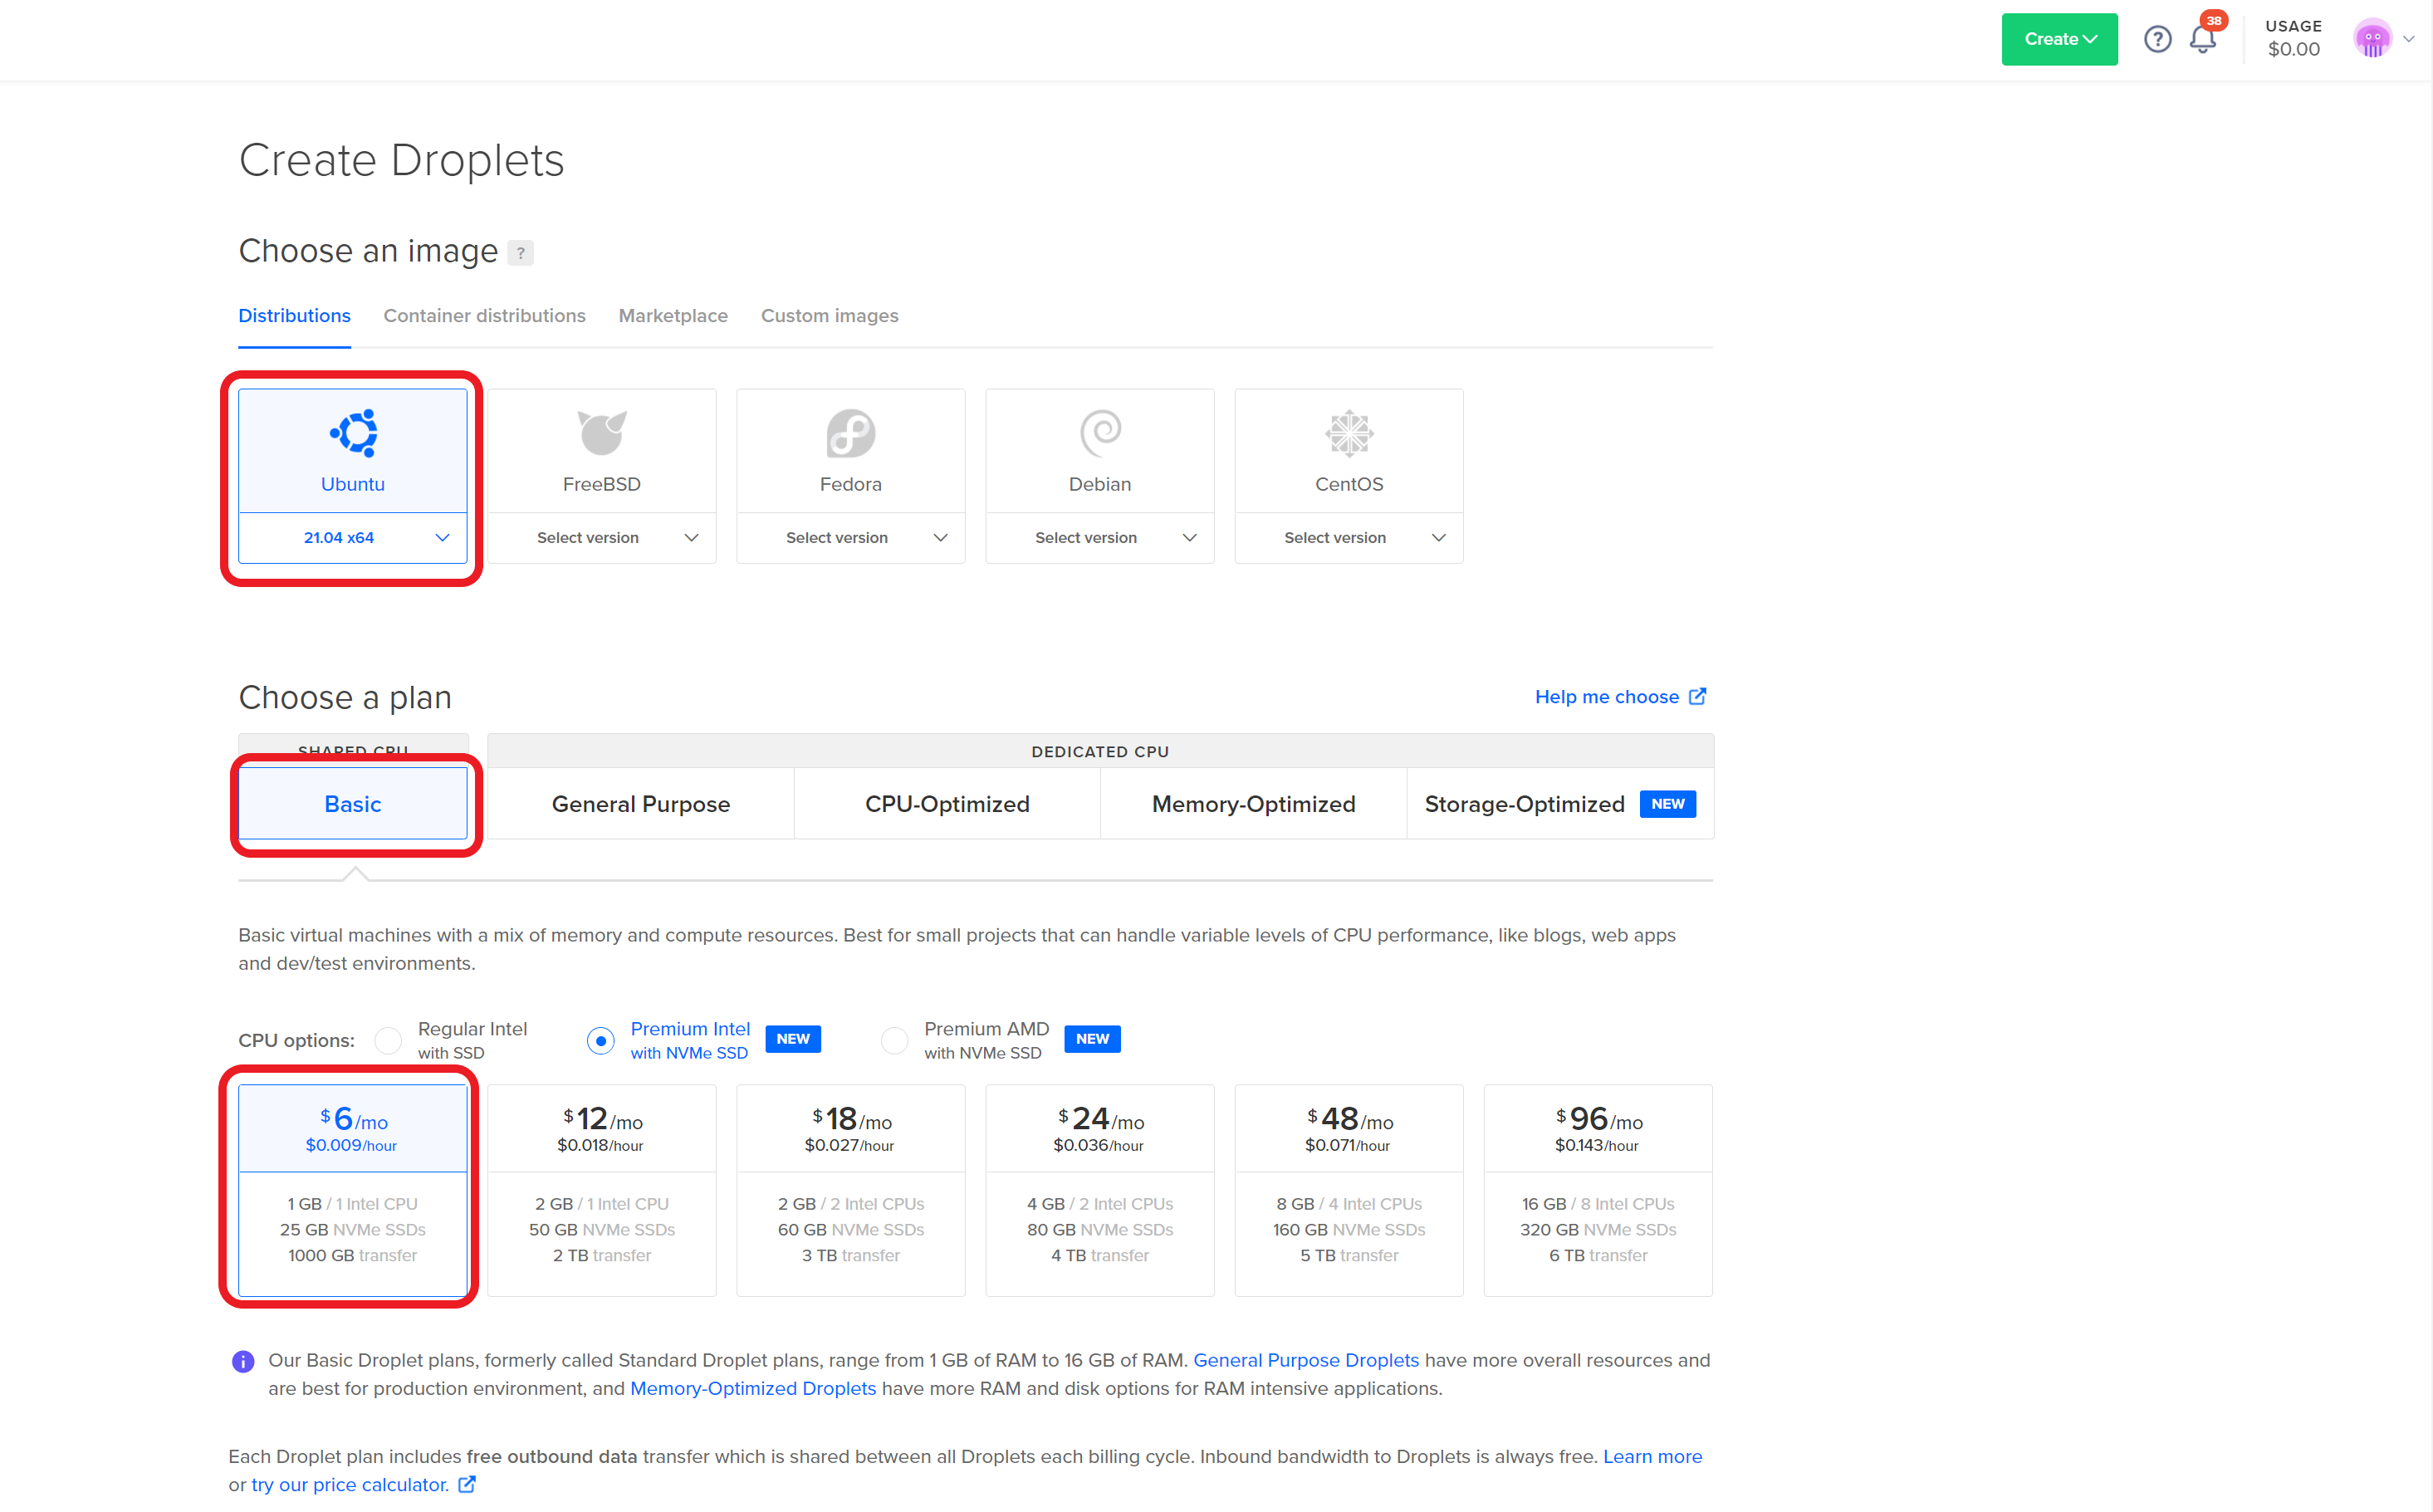 Create
?
38
USAGE
$0.00
Create Droplets
Choose an image ?
Distributions Container distributions Marketplace Custom images
Ubuntu FreeBSD Fedora Debian CentOS
21.04 x64 Select version Select version Select version Select version
Choose a plan Help me choose
SHARED CPU DEDICATED CPU
Basic General Purpose CPU-Optimized Memory-Optimized Storage-Optimized NEW
Basic virtual machines with a mix of memory and compute resources. Best for small projects that can handle variable levels of CPU performance, like blogs, web apps
and dev/test environments.
CPU options: Regular Intel Premium Intel NEW Premium AMD NEW
with SSD with NVMe SSD with NVMe SSD
$6/mo $12/mo $18/mo $24/mo $48/mo $96/mo
$0.009/hour $0.018/hour $0.027/hour $0.036/hour $0.071/hour $0.143/hour
1 GB / 1 Intel CPU 2 GB / 1 Intel CPU 2 GB / 2 Intel CPUs 4 GB / 2 Intel CPUs 8 GB / 4 Intel CPUs 16 GB / 8 Intel CPUs
25 GB NVMe SSDs 50 GB NVMe SSDs 60 GB NVMe SSDs 80 GB NVMe SSDs 160 GB NVMe SSDs 320 GB NVMe SSDs
1000 GB transfer 2 TB transfer 3 TB transfer 4 TB transfer 5 TB transfer 6 TB transfer
Our Basic Droplet plans, formerly called Standard Droplet plans, range from 1 GB of RAM to 16 GB of RAM. General Purpose Droplets have more overall resources and
are best for production environment, and Memory-Optimized Droplets have more RAM and disk options for RAM intensive applications.
Each Droplet plan includes free outbound data transfer which is shared between all Droplets each billing cycle. Inbound bandwidth to Droplets is always free. Learn more
or try our price calculator.